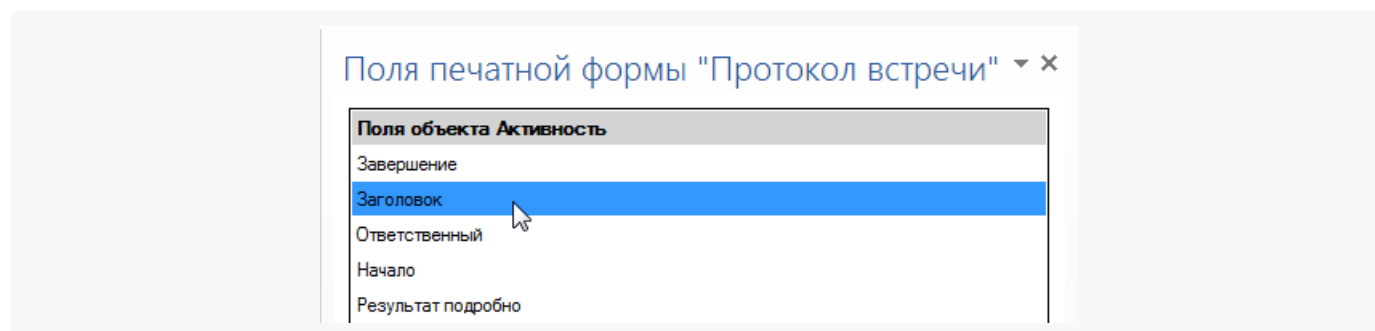 Поля печатной формы "Протокол встречи"
Поля объекта Активность
Завершение
Заголовок
Ответственный
Начало
Результат подробно